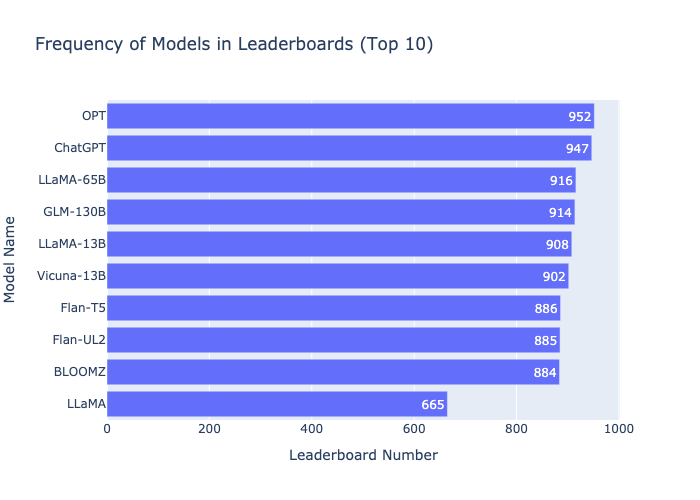 Frequency of Models in Leaderboards (Top 10)
Model Name
OPT 952
ChatGPT 947
LLaMA-65B 916
GLM-130B 914
LLaMA-13B 908
Vicuna-13B 902
Flan-T5 886
Flan-UL2 885
BLOOMZ 884
LLaMA 665
0 200 400 600 800 1000
Leaderboard Number